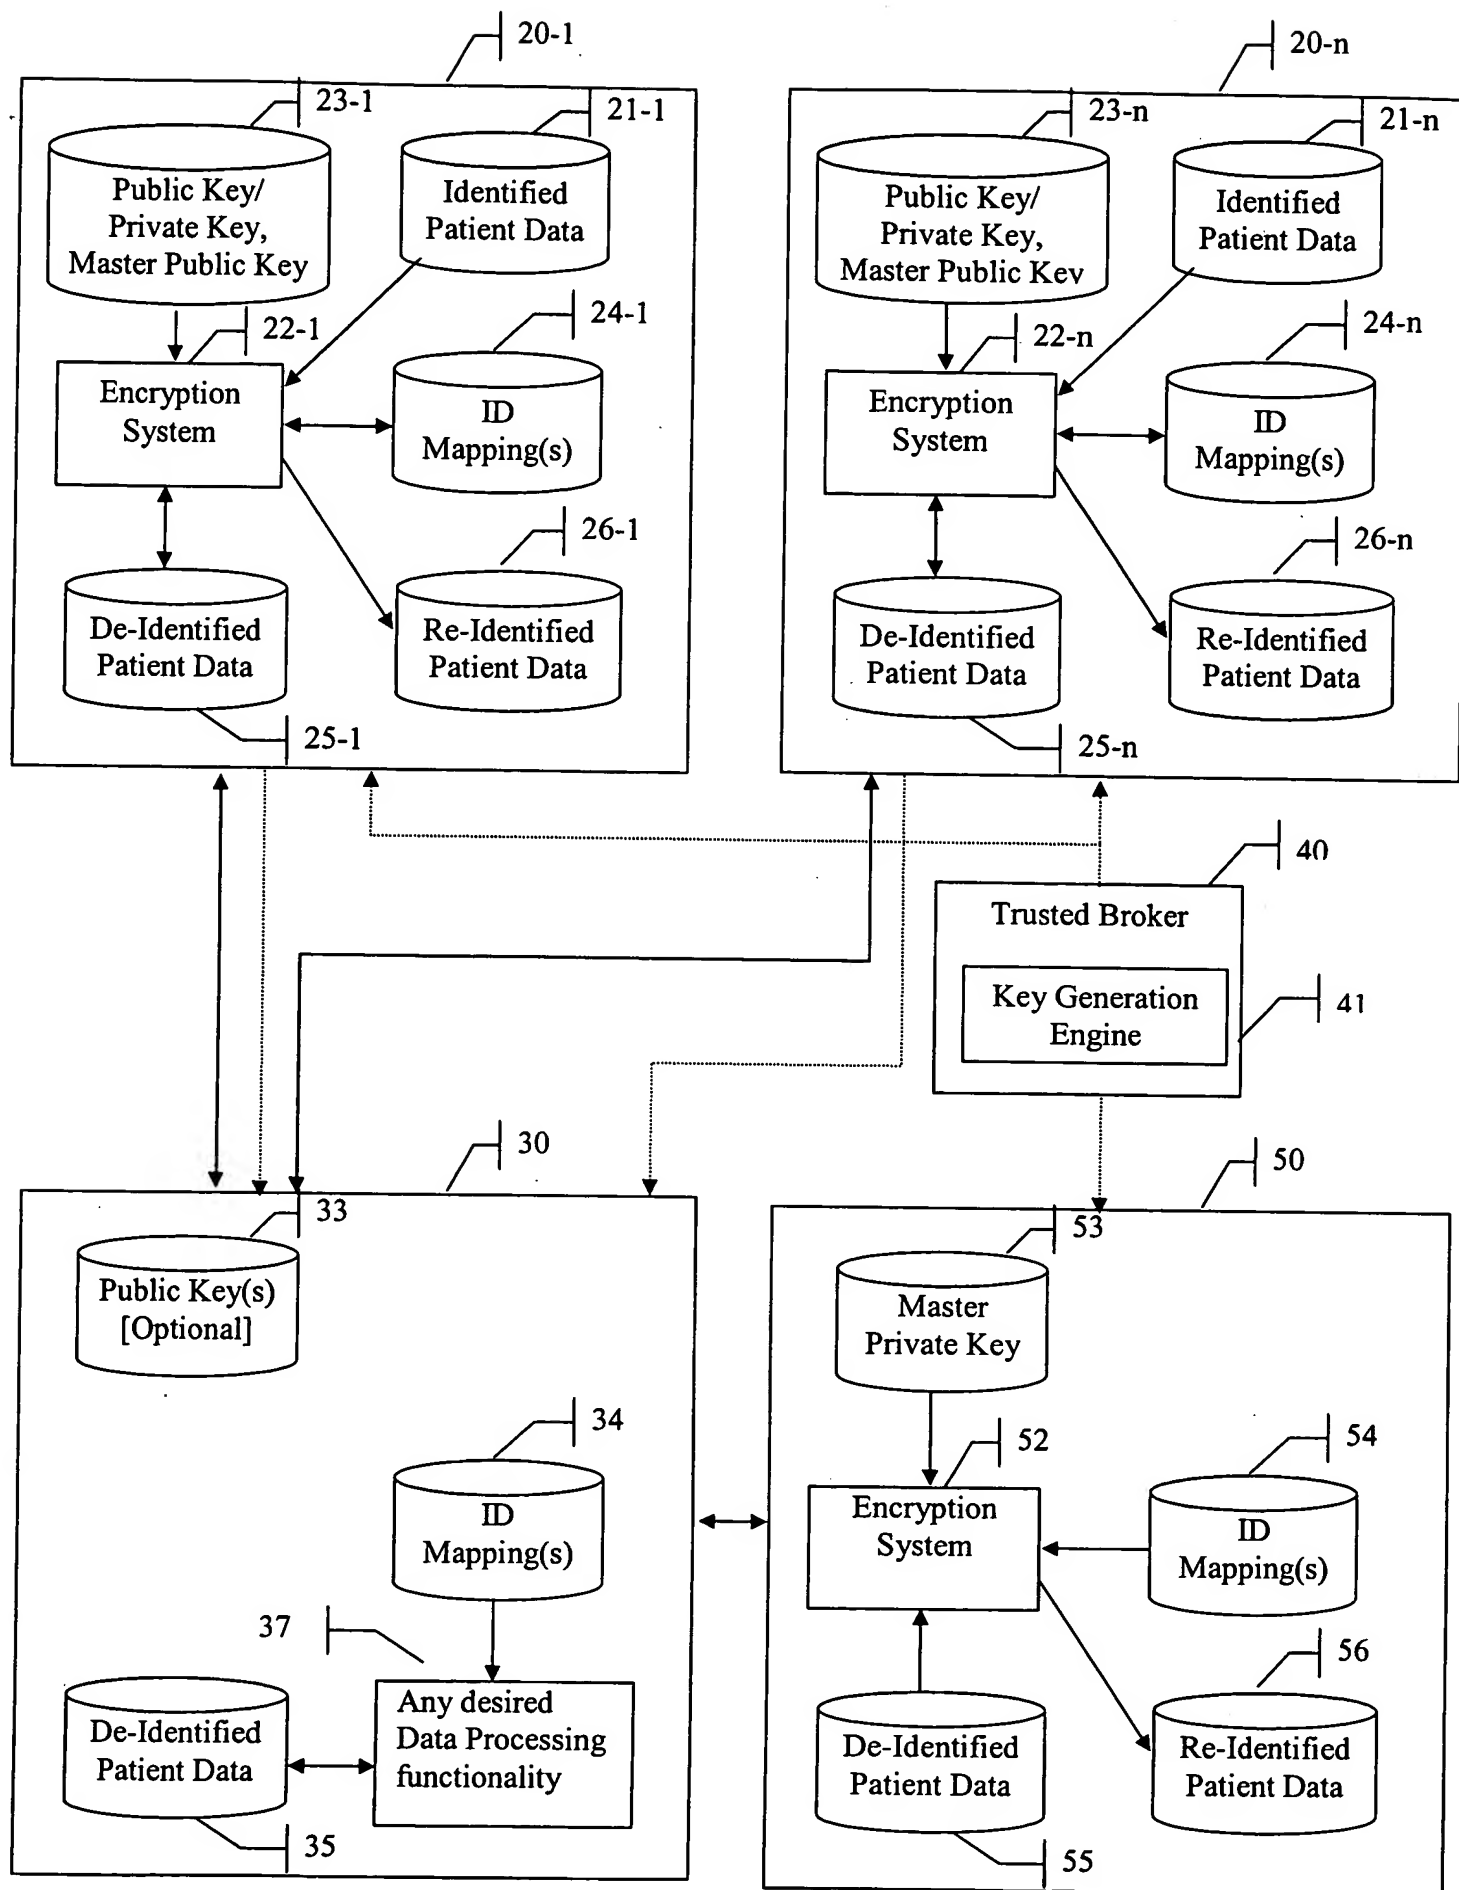 20-1
23-1
21-1
Public Key/
Private Key,
Master Public Key
Identified
Patient Data
22-1
24-1
Encryption
System
ID
Mapping(s)
26-1
De-Identified
Patient Data
Re-Identified
Patient Data
25-1
20-n
23-n
21-n
Public Key/
Private Key,
Master Public Key
Identified
Patient Data
22-n
24-n
Encryption
System
ID
Mapping(s)
26-n
De-Identified
Patient Data
Re-Identified
Patient Data
25-n
40
Trusted Broker
Key Generation
Engine
41
30
33
Public Key(s)
[Optional]
34
ID
Mapping(s)
37
Any desired
Data Processing
functionality
De-Identified
Patient Data
35
50
53
Master
Private Key
52
54
Encryption
System
ID
Mapping(s)
56
De-Identified
Patient Data
Re-Identified
Patient Data
55